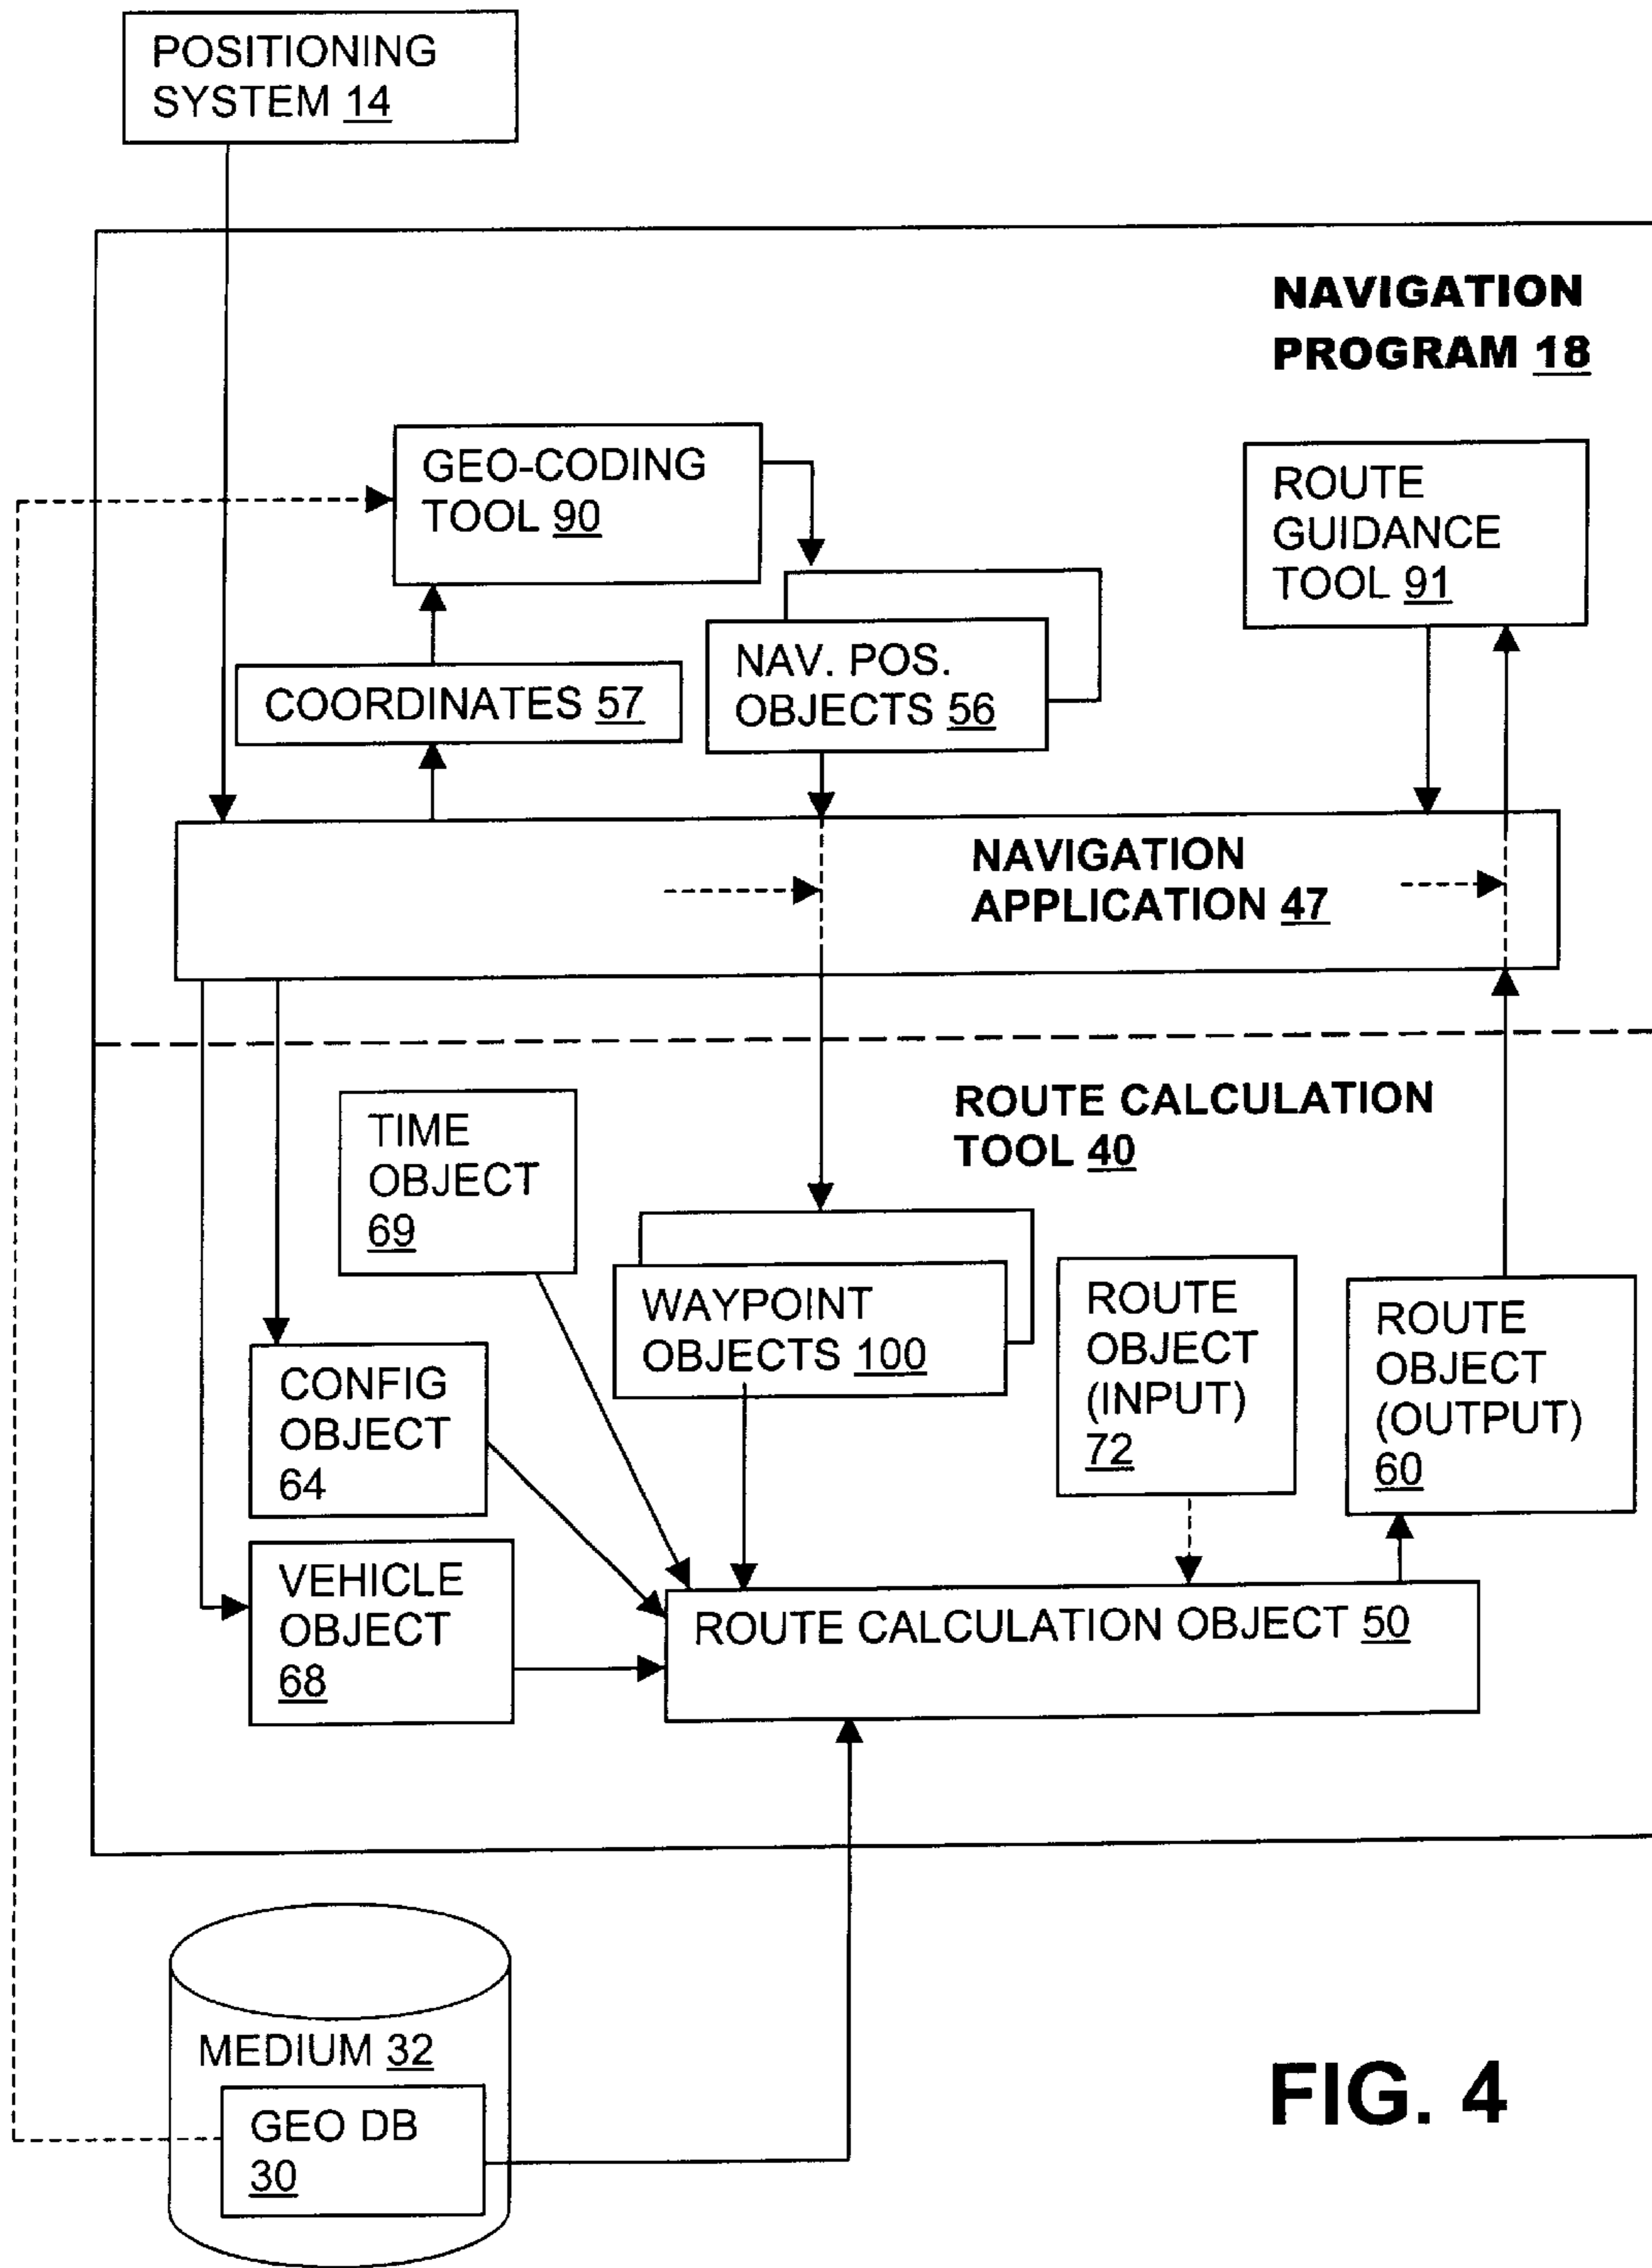 POSITIONING
SYSTEM 14
NAVIGATION
PROGRAM 18
GEO-CODING
TOOL 90
ROUTE
GUIDANCE
TOOL 91
NAV. POS.
OBJECTS 56
COORDINATES 57
NAVIGATION
APPLICATION 47
ROUTE CALCULATION
TOOL 40
TIME
OBJECT
69
WAYPOINT
OBJECTS 100
ROUTE
OBJECT
(INPUT)
72
ROUTE
OBJECT
(OUTPUT)
60
CONFIG
OBJECT
64
VEHICLE
OBJECT
68
ROUTE CALCULATION OBJECT 50
MEDIUM 32
GEO DB
30
FIG. 4